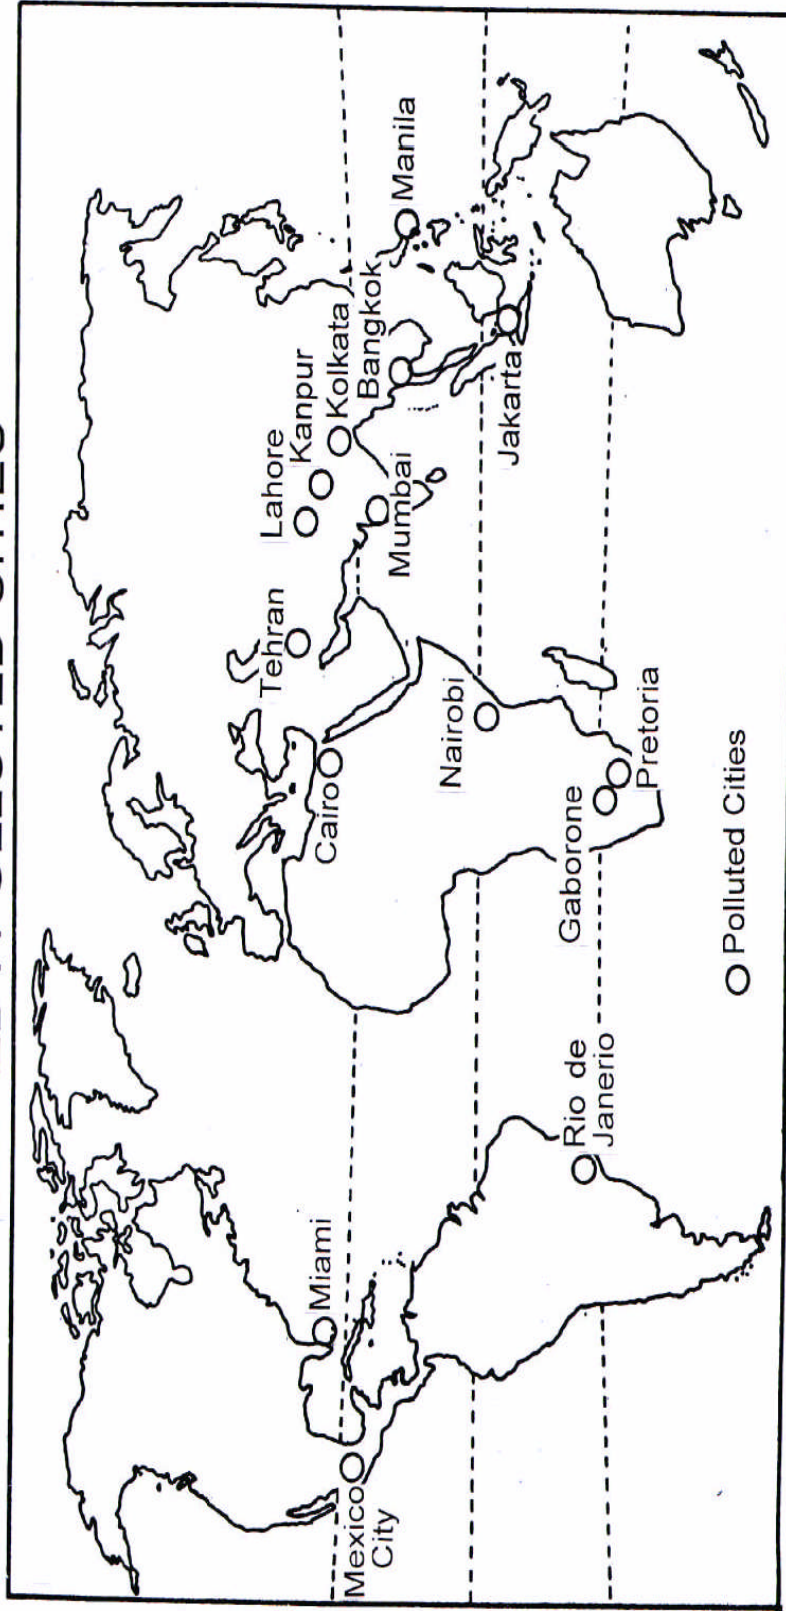 Miami
Mexico
City
Rio de
Janerio
Cairo
Tehran
Lahore
Kanpur
Kolkata
Bangkok
Manila
Mumbai
Jakarta
Nairobi
Gaborone
Pretoria
Polluted Cities